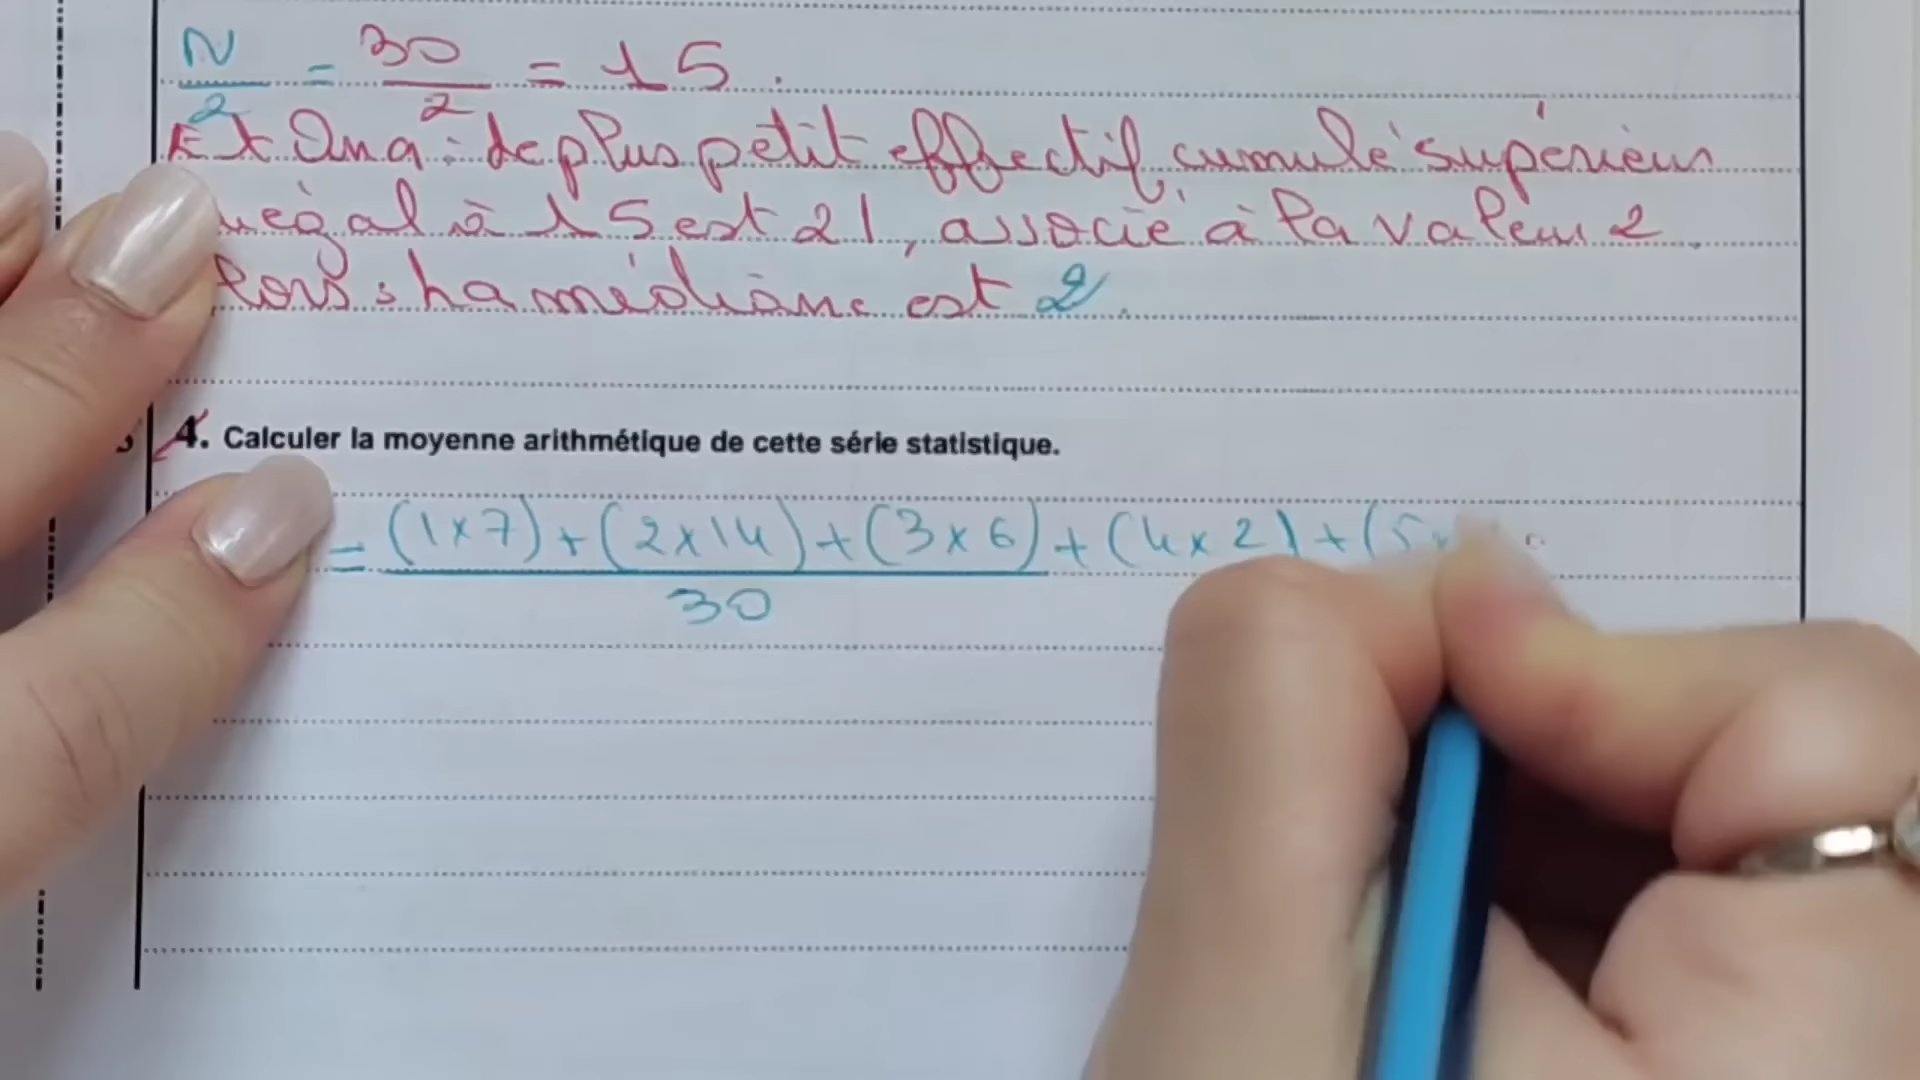 N/2 = 30/2 = 15.
Et On a : le plus petit effectif cumulé supérieur
égal à 15 est 21, associé à la valeur 2.
lors : la médiane est 2.
4. Calculer la moyenne arithmétique de cette série statistique.
= (1×7)+(2×14)+(3×6)+(4×2)+(5×
30